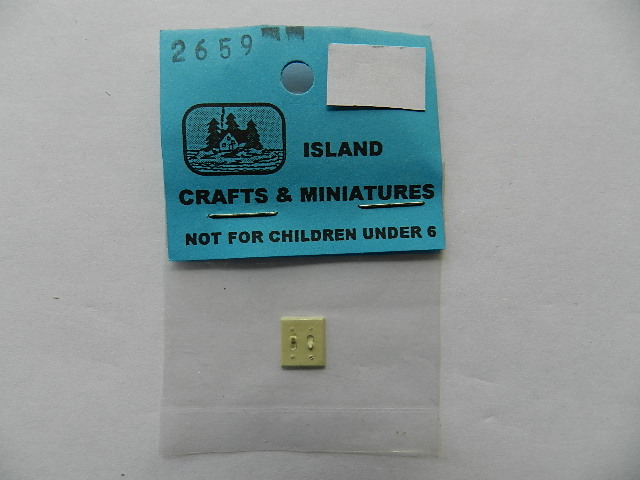 2659
ISLAND
CRAFTS & MINIATURES
NOT FOR CHILDREN UNDER 6